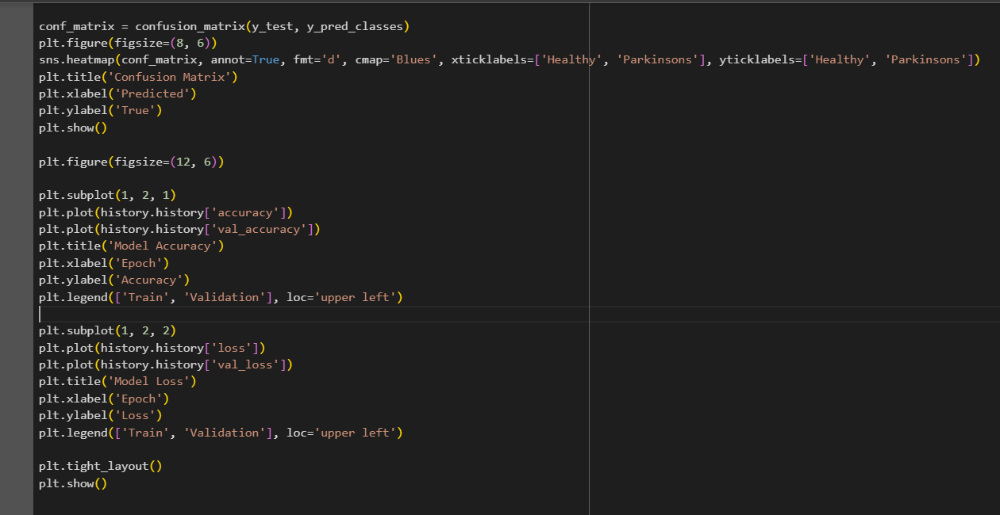 conf_matrix = confusion_matrix(y_test, y_pred_classes)
plt.figure(figsize=(8, 6))
sns.heatmap(conf_matrix, annot=True, fmt='d', cmap='Blues', xticklabels=['Healthy', 'Parkinsons'], yticklabels=['Healthy', 'Parkinsons'])
plt.title('Confusion Matrix')
plt.xlabel('Predicted')
plt.ylabel('True')
plt.show()
plt.figure(figsize=(12, 6))
plt.subplot(1, 2, 1)
plt.plot(history.history['accuracy'])
plt.plot(history.history['val_accuracy'])
plt.title('Model Accuracy')
plt.xlabel('Epoch')
plt.ylabel('Accuracy')
plt.legend(['Train', 'Validation'], loc='upper left')
plt.subplot(1, 2, 2)
plt.plot(history.history['loss'])
plt.plot(history.history['val_loss'])
plt.title('Model Loss')
plt.xlabel('Epoch')
plt.ylabel('Loss')
plt.legend(['Train', 'Validation'], loc='upper left')
plt.tight_layout()
plt.show()